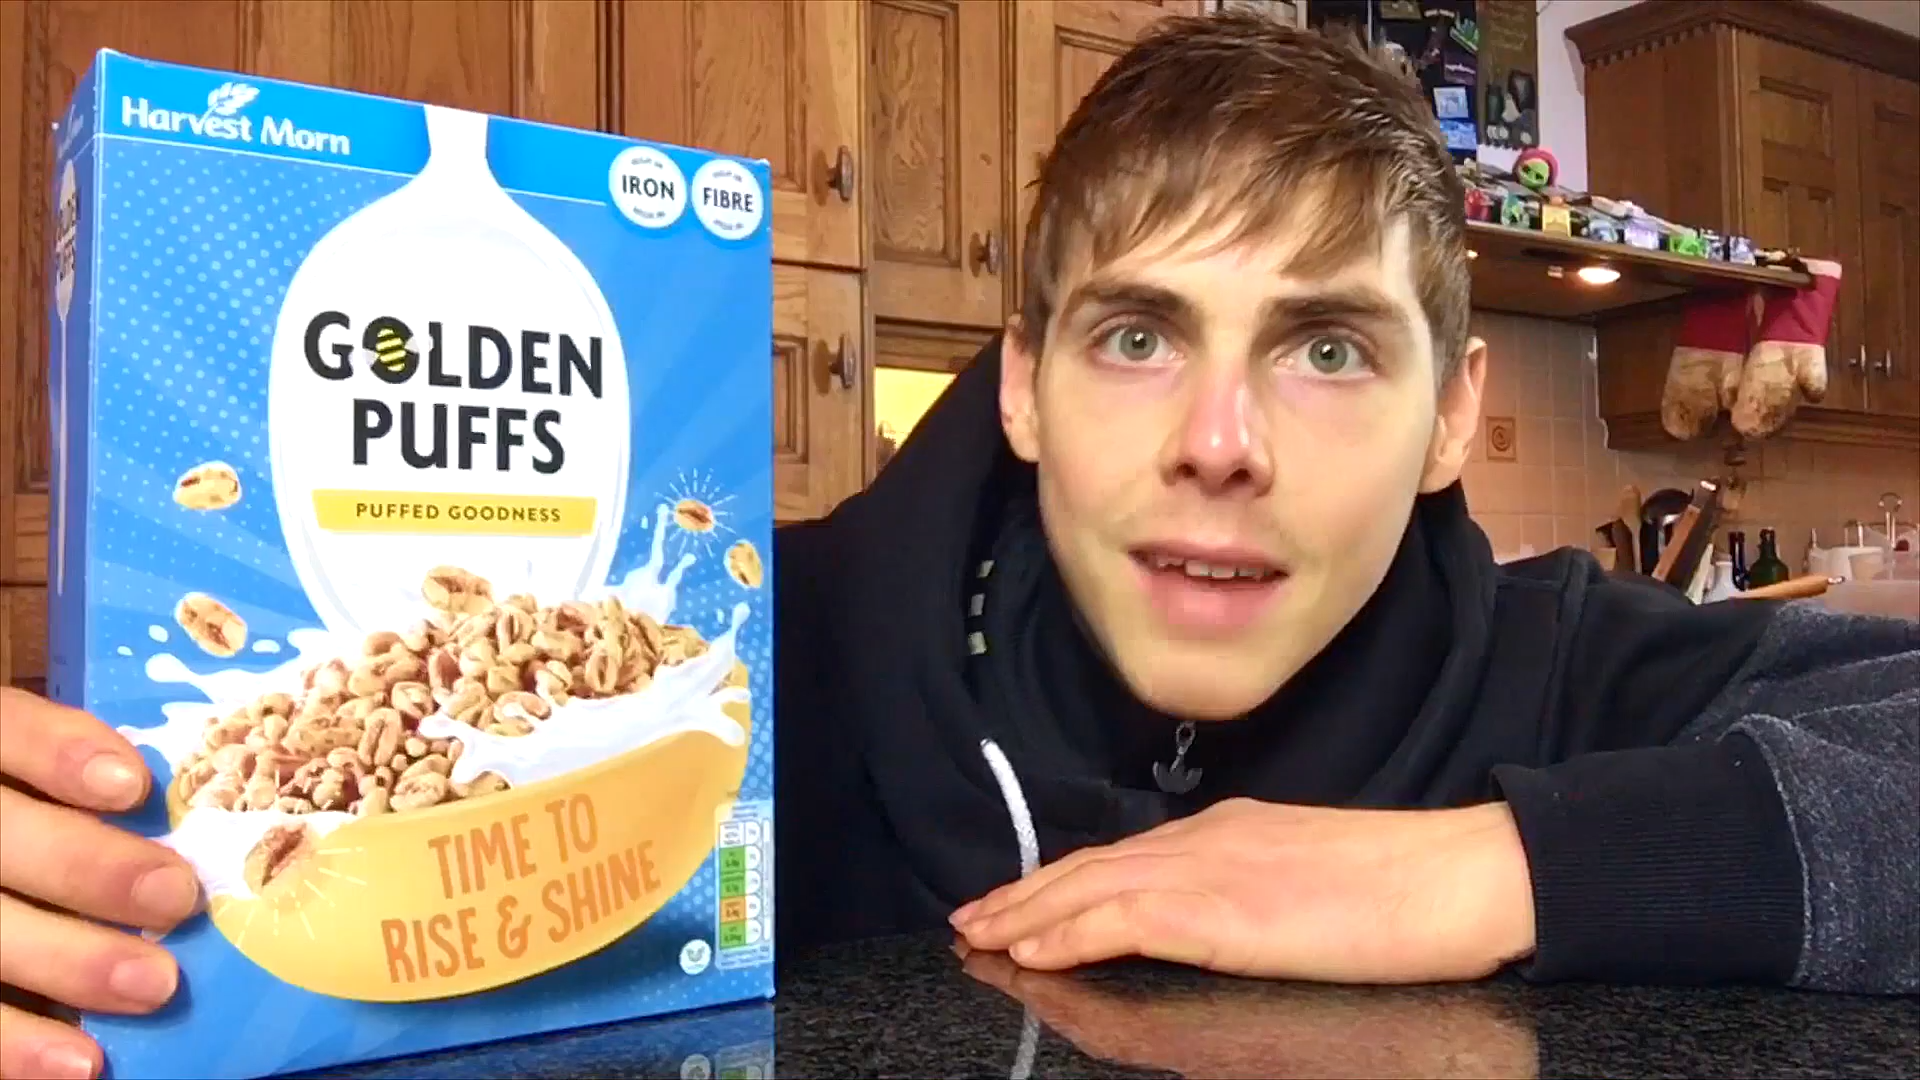 Harvest Morn
IRON
FIBRE
GOLDEN
PUFFS
PUFFED GOODNESS
TIME TO
RISE & SHINE